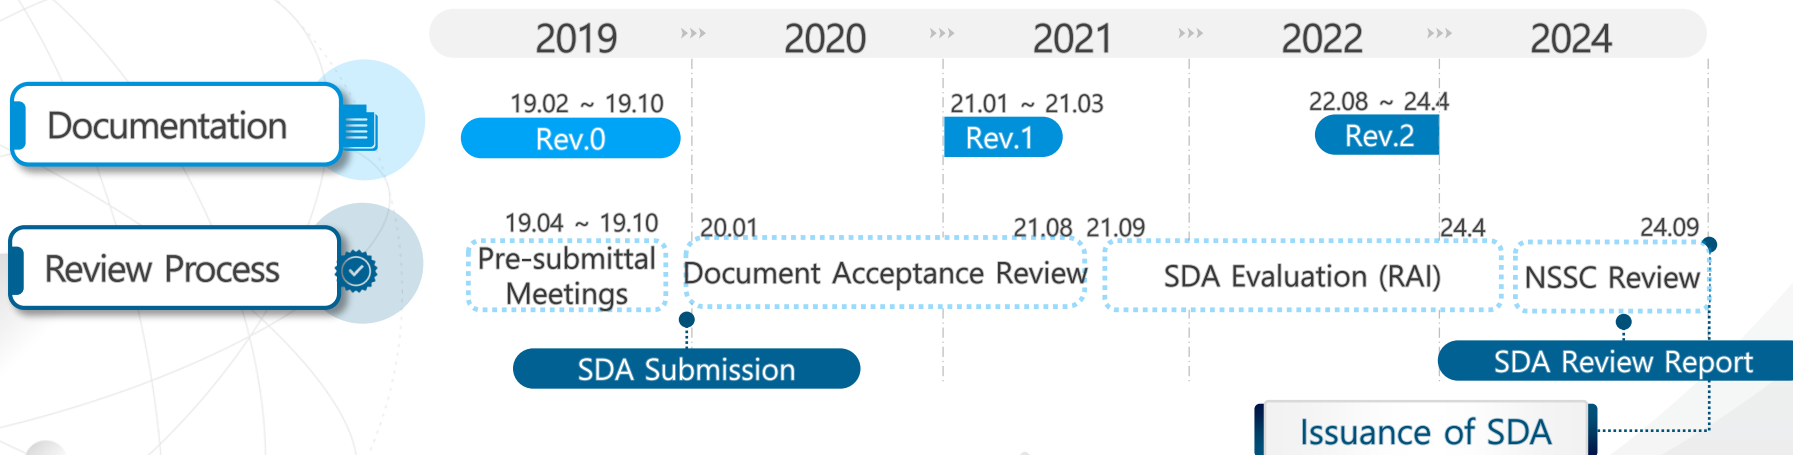 2019 >>> 2020 >>> 2021 >>> 2022 >>> 2024
Documentation
19.02 ~ 19.10
Rev.0
21.01 ~ 21.03
Rev.1
22.08 ~ 24.4
Rev.2
Review Process
19.04 ~ 19.10
Pre-submittal
Meetings
20.01
21.08
Document Acceptance Review
21.09
24.4
SDA Evaluation (RAI)
24.09
NSSC Review
SDA Submission
SDA Review Report
Issuance of SDA